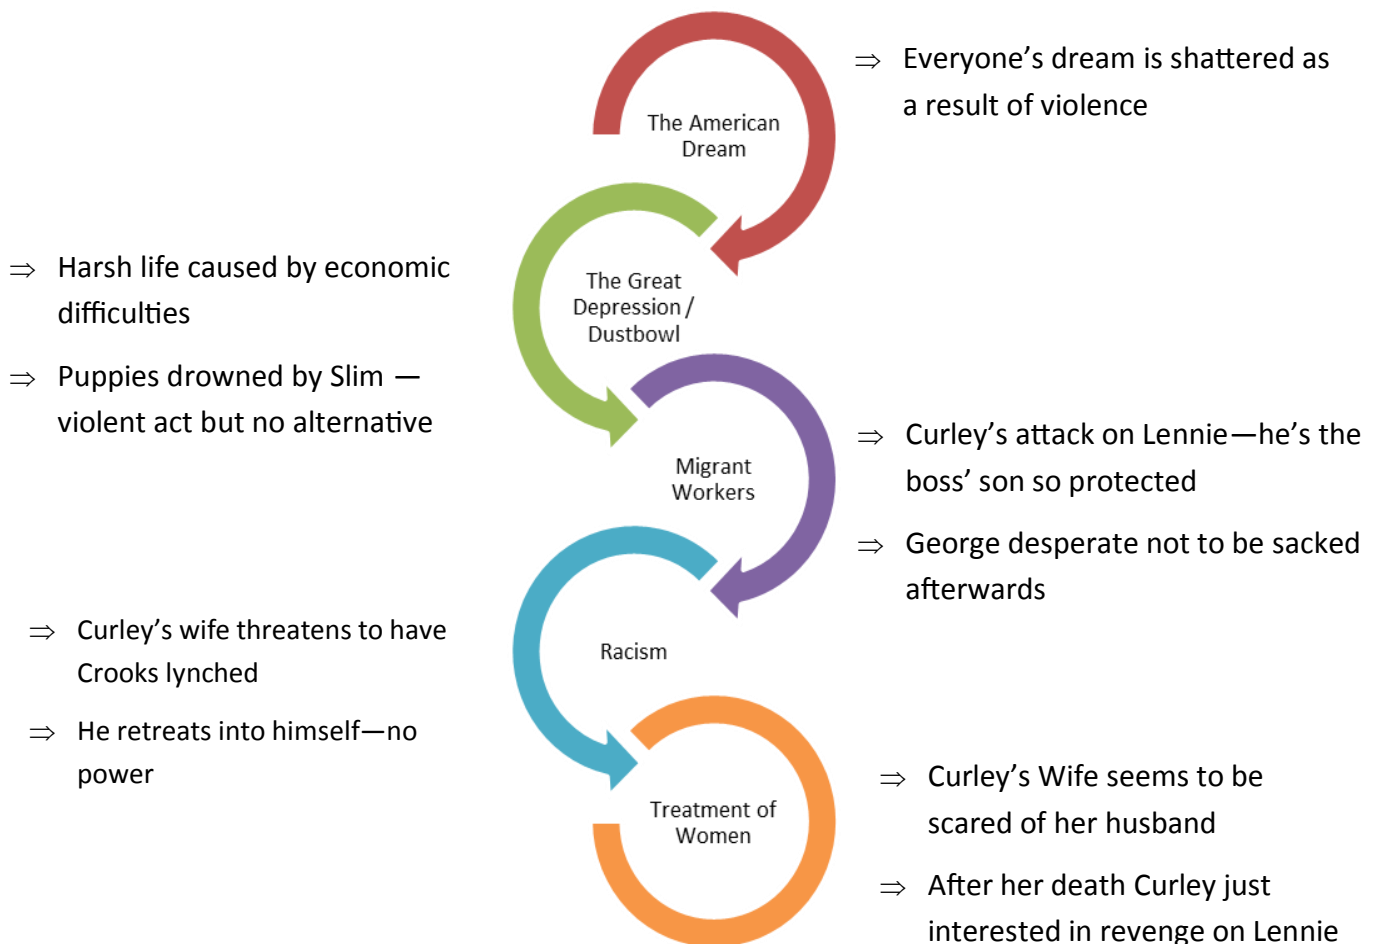 The American
Dream
⇒ Everyone’s dream is shattered as
a result of violence
The Great
Depression /
Dustbowl
⇒ Harsh life caused by economic
difficulties
⇒ Puppies drowned by Slim —
violent act but no alternative
Migrant
Workers
⇒ Curley’s attack on Lennie—he’s the
boss’ son so protected
⇒ George desperate not to be sacked
afterwards
Racism
⇒ Curley’s wife threatens to have
Crooks lynched
⇒ He retreats into himself—no
power
Treatment of
Women
⇒ Curley’s Wife seems to be
scared of her husband
⇒ After her death Curley just
interested in revenge on Lennie